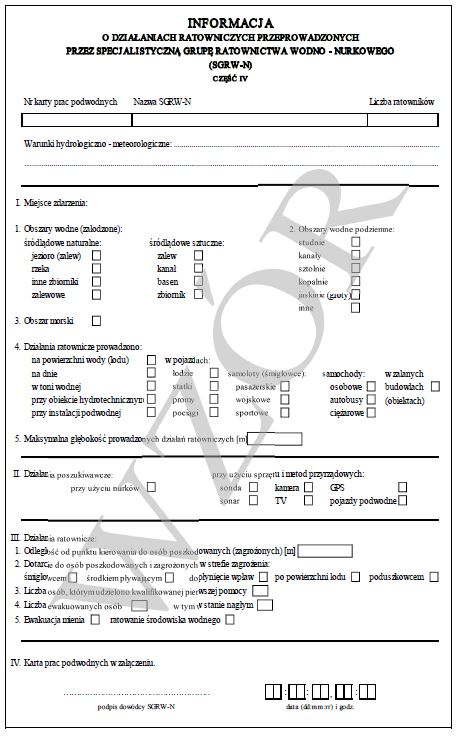 INFORMACJA
O DZIAŁANIACH RATOWNICZYCH PRZEPROWADZONYCH
PRZEZ SPECJALISTYCZNĄ GRUPĘ RATOWNICTWA WODNO - NURKOWEGO
(SGRW-N)
CZĘŚĆ IV
Nr karty prac podwodnych Nazwa SGRW-N Liczba ratowników
Warunki hydrologiczno - meteorologiczne:
I. Miejsce zdarzenia:
1. Obszary wodne (zalodzone): 2. Obszary wodne podziemne:
śródlądowe naturalne: śródlądowe sztuczne: studnie
jezioro (zalew) zalew kanały
rzeka kanał sztolnie
inne zbiorniki basen kopalnie
zalewowe zbiornik jaskinie (groty)
inne
3. Obszar morski
4. Działania ratownicze prowadzono:
na powierzchni wody (lodu) w pojazdach:
na dnie łodzie samoloty (śmigłowce): samochody: w zalanych
w toni wodnej statki pasażerskie osobowe budowlach
przy obiekcie hydrotechnicznym promy wojskowe autobusy (obiektach)
przy instalacji podwodnej pociągi sportowe ciężarowe
5. Maksymalna głębokość prowadzonych działań ratowniczych [m]
II. Działania poszukiwawcze: przy użyciu sprzętu i metod przyrządowych:
przy użyciu nurków sonda kamera GPS
sonar TV pojazdy podwodne
III. Działania ratownicze:
1. Odległość od punktu kierowania do osób poszkodowanych (zagrożonych) [m]
2. Dotarcie do osób poszkodowanych i zagrożonych w strefie zagrożenia:
śmigłowcem środkiem pływającym dopłynięcie wpław po powierzchni lodu poduszkowcem
3. Liczba osób, którym udzielono kwalifikowanej pierwszej pomocy
4. Liczba ewakuowanych osób w tym w stanie nagłym
5. Ewakuacja mienia ratowanie środowiska wodnego
IV. Karta prac podwodnych w załączeniu.
podpis dowódcy SGRW-N data (dd:mm:rr) i godz.
WZÓR